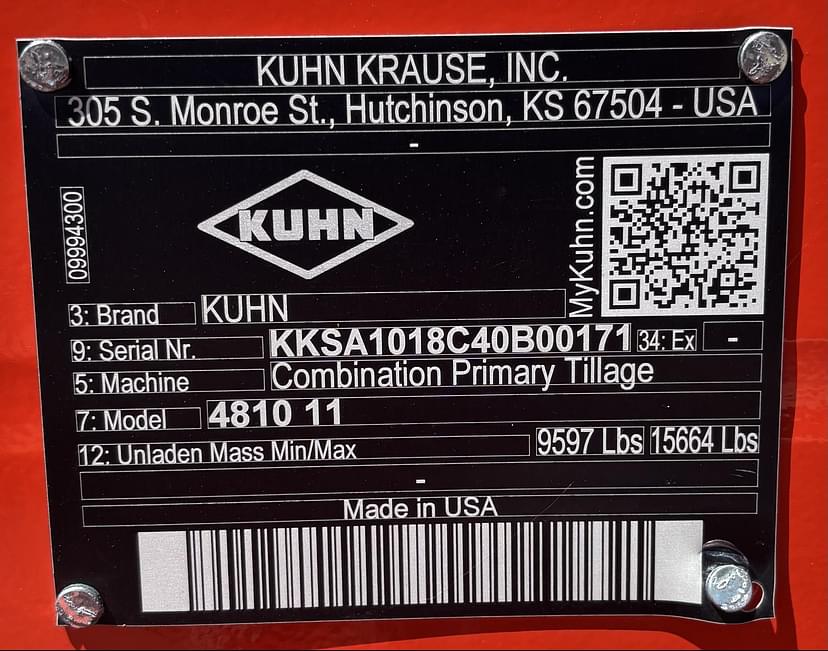 KUHN KRAUSE, INC.
305 S. Monroe St., Hutchinson, KS 67504 - USA
-
09994300
KUHN
MyKuhn.com
3: Brand KUHN
9: Serial Nr. KKSA1018C40B00171 34: Ex -
5: Machine Combination Primary Tillage
7: Model 4810 11
12: Unladen Mass Min/Max 9597 Lbs 15664 Lbs
-
Made in USA